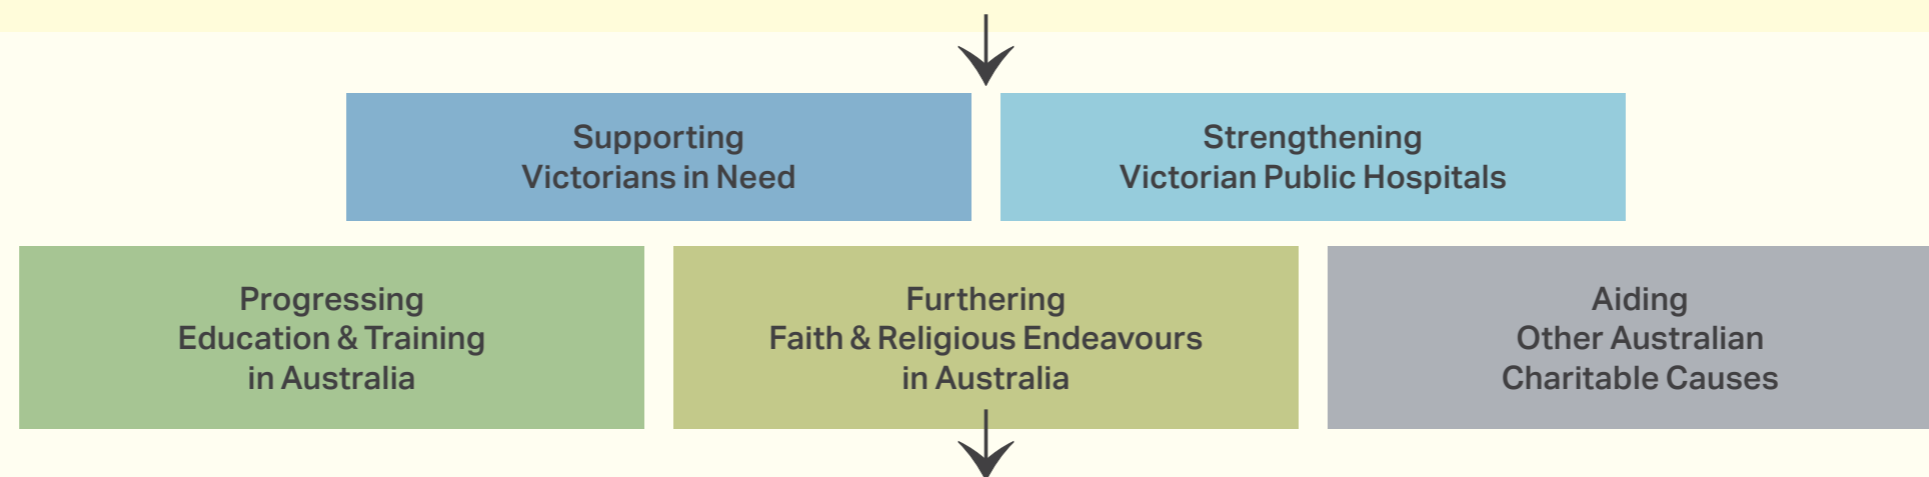 Supporting
Victorians in Need
Strengthening
Victorian Public Hospitals
Progressing
Education & Training
in Australia
Furthering
Faith & Religious Endeavours
in Australia
Aiding
Other Australian
Charitable Causes